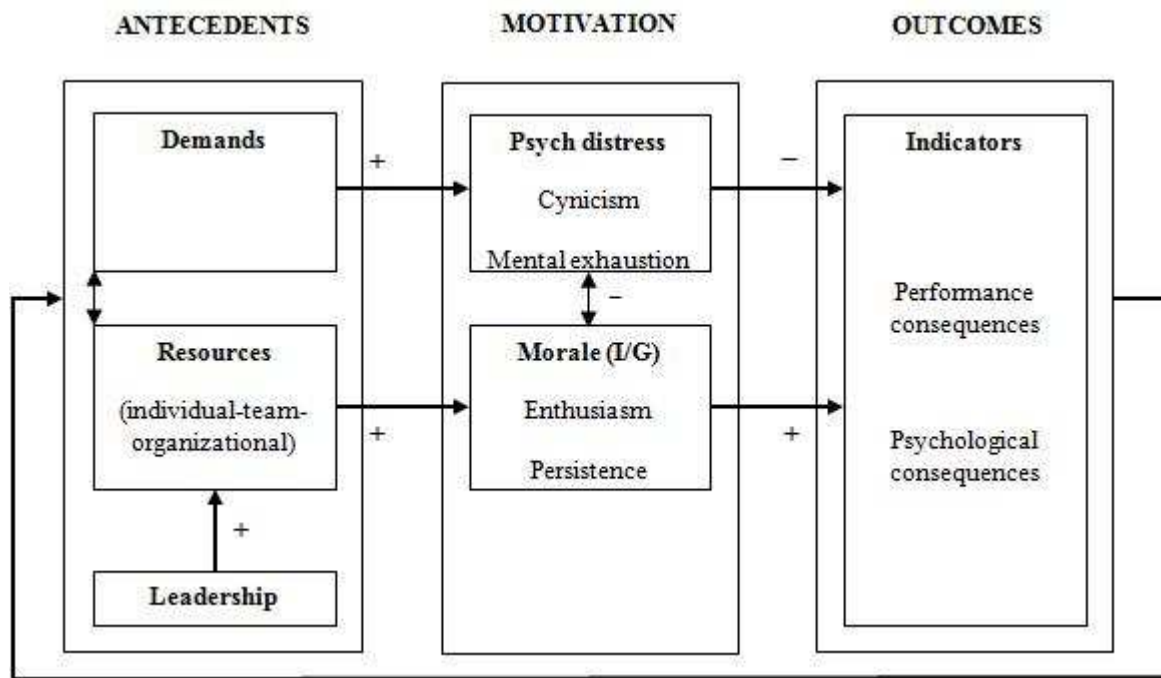 ANTECEDENTS
MOTIVATION
OUTCOMES
Demands
+
Psych distress
Cynicism
Mental exhaustion
–
Indicators
Performance
consequences
Psychological
consequences
–
Resources
(individual-team-
organizational)
+
Morale (I/G)
Enthusiasm
Persistence
+
+
Leadership